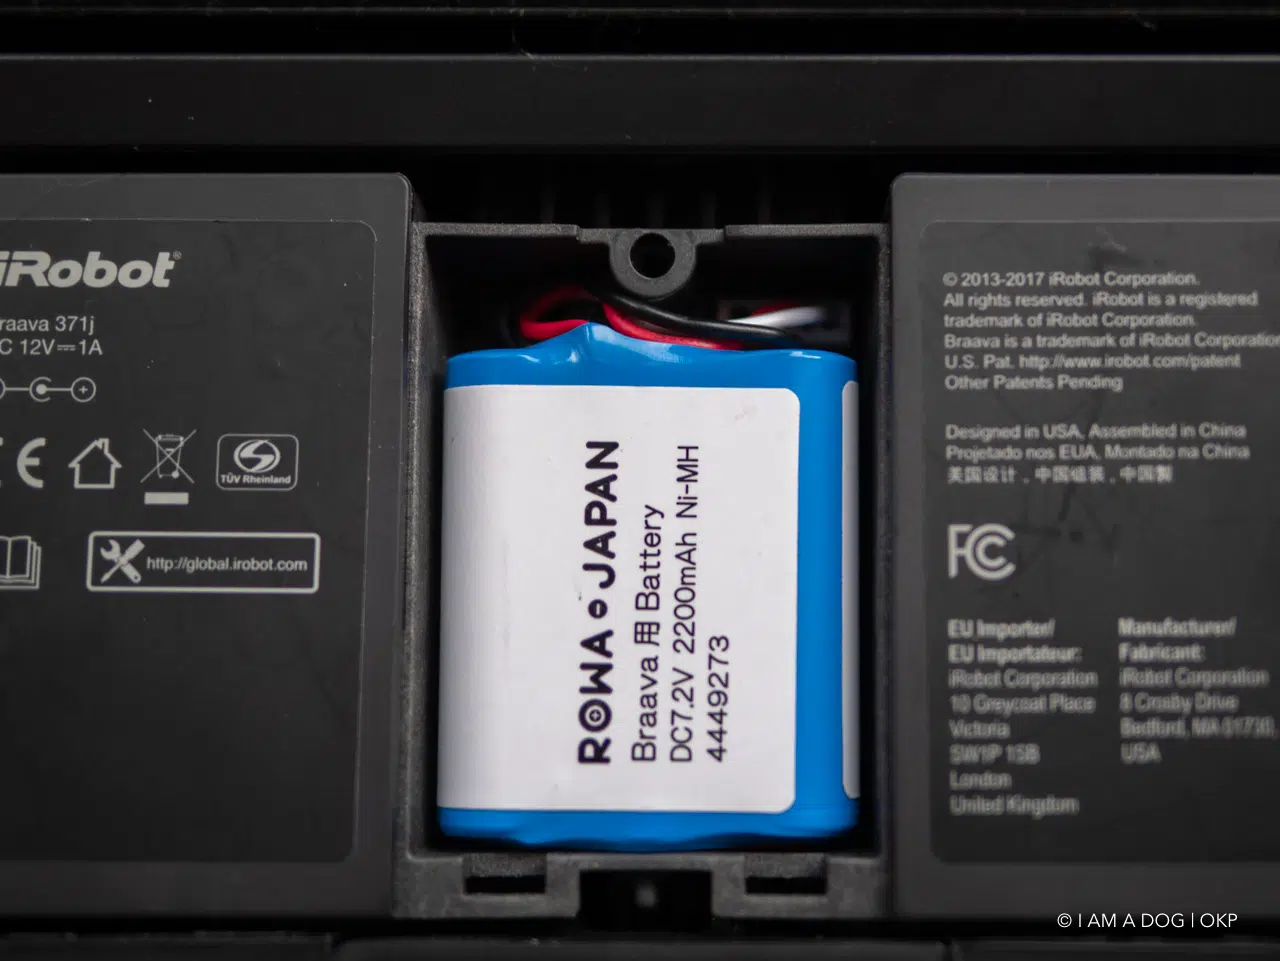 iRobot®
raava 371j
C 12V⎓1A
CE
TÜV Rheinland
http://global.irobot.com
ROWA JAPAN
Braava 用 Battery
DC7.2V 2200mAh Ni-MH
4449273
© 2013-2017 iRobot Corporation.
All rights reserved. iRobot is a registered
trademark of iRobot Corporation.
Braava is a trademark of iRobot Corporation
U.S. Pat. http://www.irobot.com/patent
Other Patents Pending
Designed in USA, Assembled in China
Projetado nos EUA, Montado na China
美国设计，中国组装，中国製
FC
EU Importer/
EU Importateur:
iRobot Corporation
10 Greycoat Place
Victoria
SW1P 1SB
London
United Kingdom
Manufacturer/
Fabricant:
iRobot Corporation
8 Crosby Drive
Bedford, MA 01730,
USA
© I AM A DOG | OKP